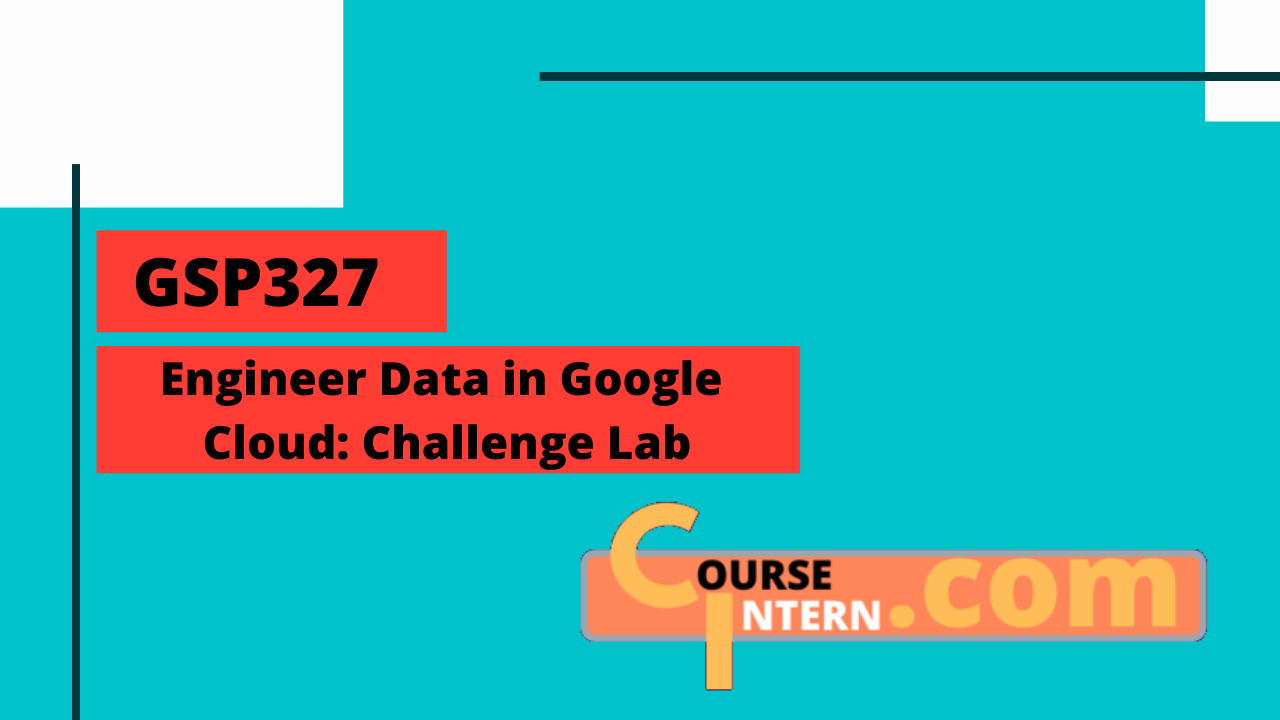 GSP327
Engineer Data in Google
Cloud: Challenge Lab
COURSE
INTERN.com